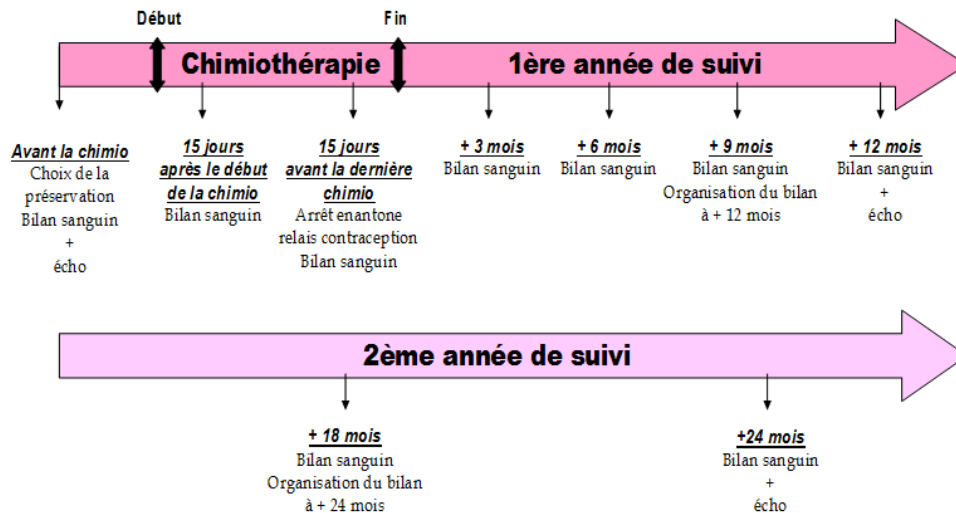 Début
Fin
Chimiothérapie
1ère année de suivi
Avant la chimio
Choix de la
préservation
Bilan sanguin
+
écho
15 jours
après le début
de la chimio
Bilan sanguin
15 jours
avant la dernière
chimio
Arrêt enantone
relais contraception
Bilan sanguin
+ 3 mois
Bilan sanguin
+ 6 mois
Bilan sanguin
+ 9 mois
Bilan sanguin
Organisation du bilan
à + 12 mois
+ 12 mois
Bilan sanguin
+
écho
2ème année de suivi
+ 18 mois
Bilan sanguin
Organisation du bilan
à + 24 mois
+24 mois
Bilan sanguin
+
écho